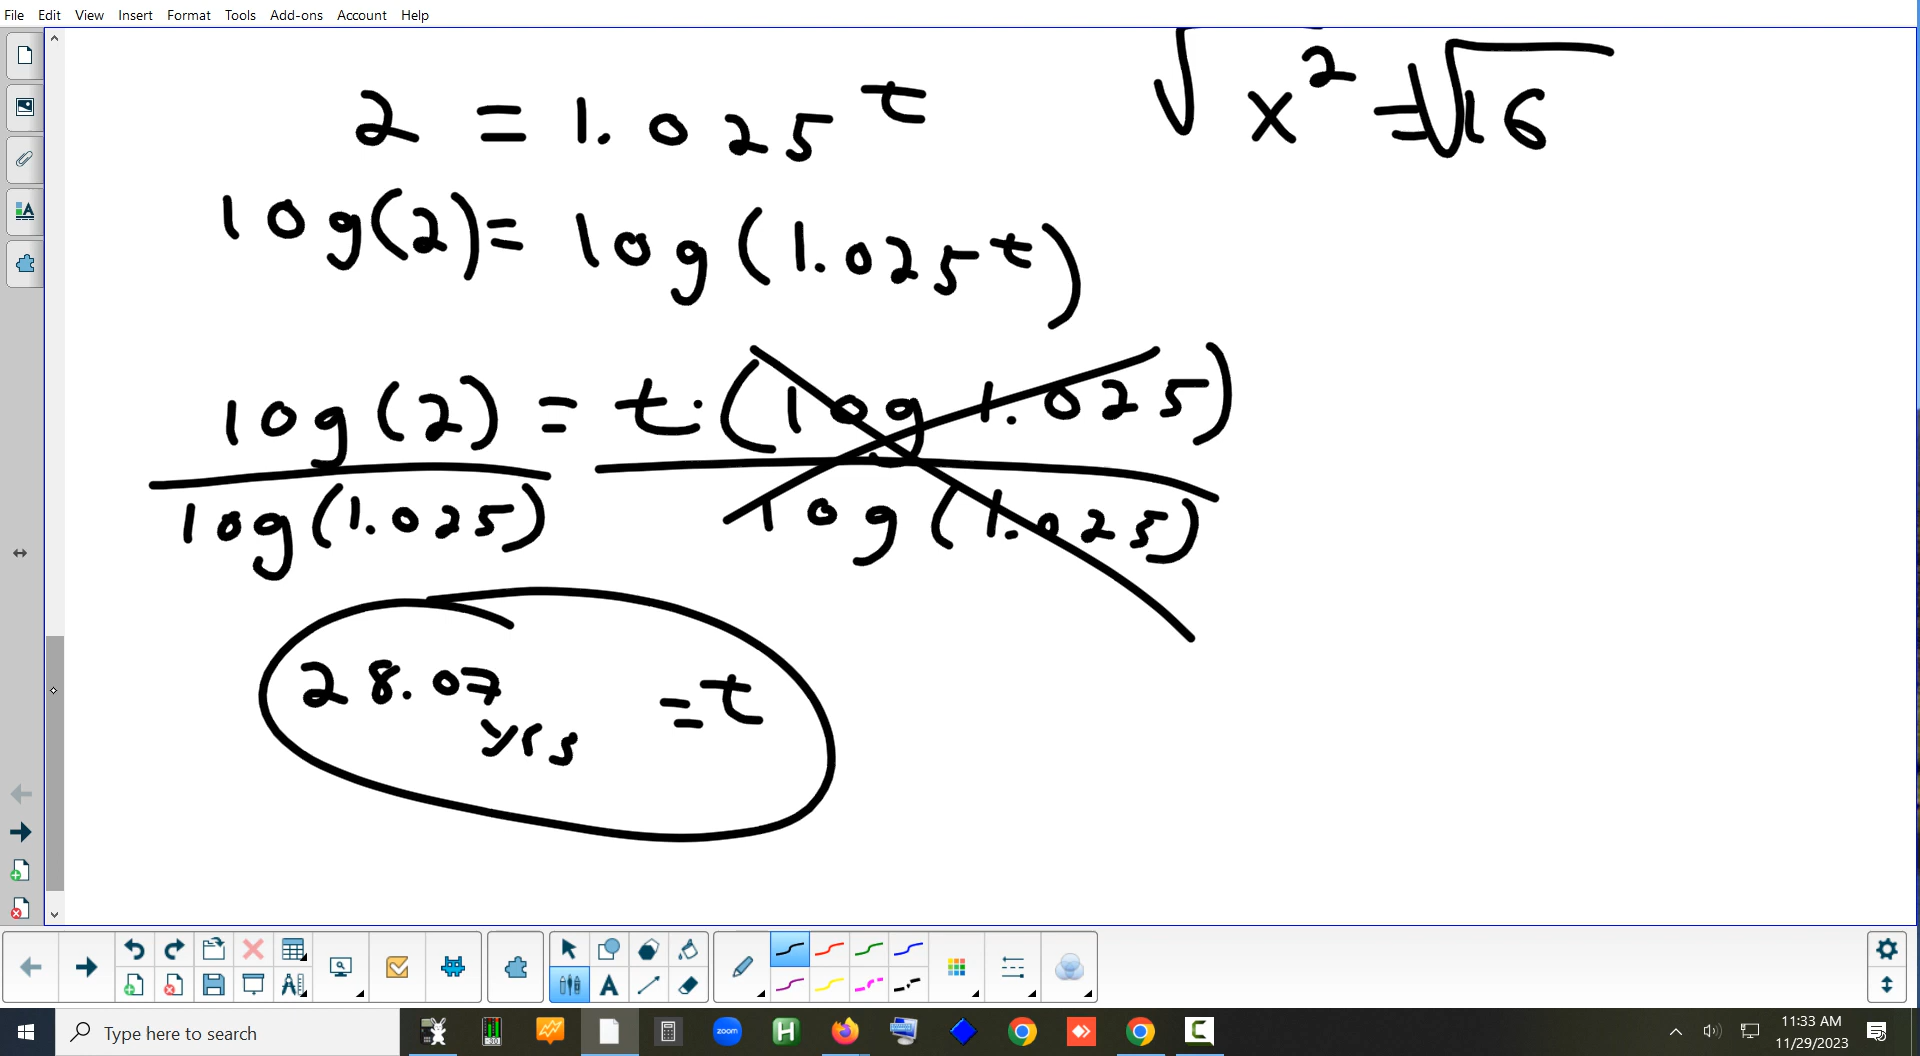 File Edit View Insert Format Tools Add-ons Account Help
2 = 1.025^t
√x² = √16
log(2) = log(1.025^t)
log(2) = t·(log 1.025)
log(1.025) log(1.025)
28.07 = t
yrs
A
A
zoom
H
Type here to search
11:33 AM
11/29/2023